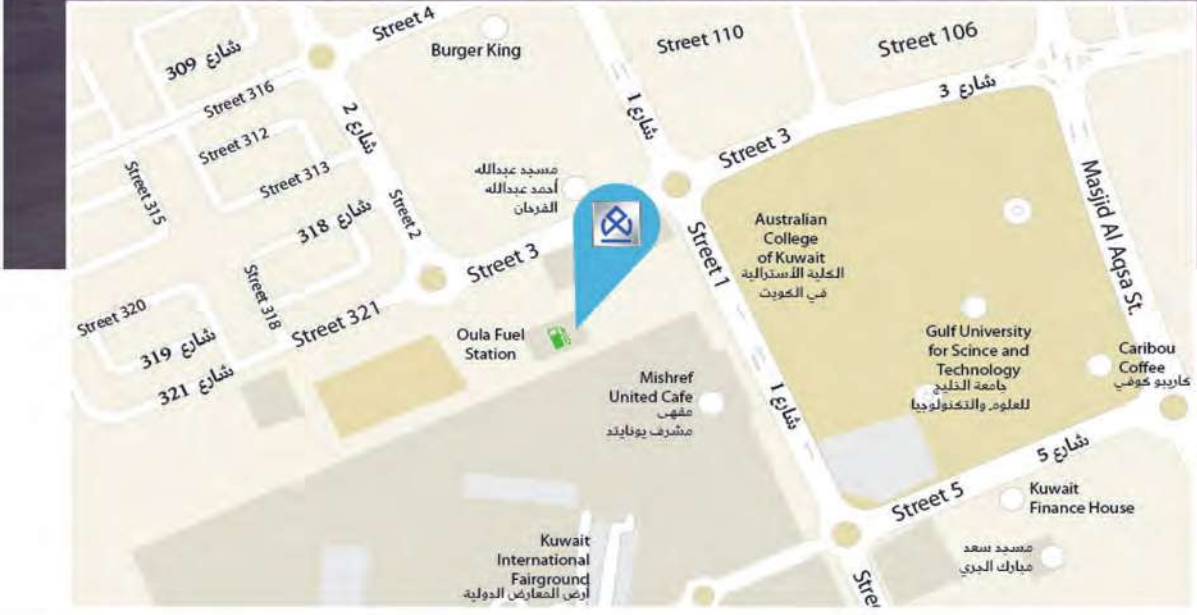 Street 4
Burger King
Street 110
Street 106
شارع 309
Street 316
شارع 2
شارع 1
شارع 3
Street 312
Street 313
Street 315
Street 3
مسجد عبدالله
أحمد عبدالله
الفرحان
Masjid Al Aqsa St.
شارع 318
Street 2
Street 3
Street 1
Australian
College
of Kuwait
الكلية الأسترالية
في الكويت
Street 318
Street 320
شارع 319
Street 321
شارع 321
Oula Fuel
Station
Gulf University
for Scince and
Technology
جامعة الخليج
للعلوم والتكنولوجيا
Caribou
Coffee
كاريبو كوفي
Mishref
United Cafe
مقهى
مشرف يونايتد
شارع 1
شارع 5
Street 5
Kuwait
Finance House
Kuwait
International
Fairground
أرض المعارض الدولية
مسجد سعد
مبارك البري
Stree